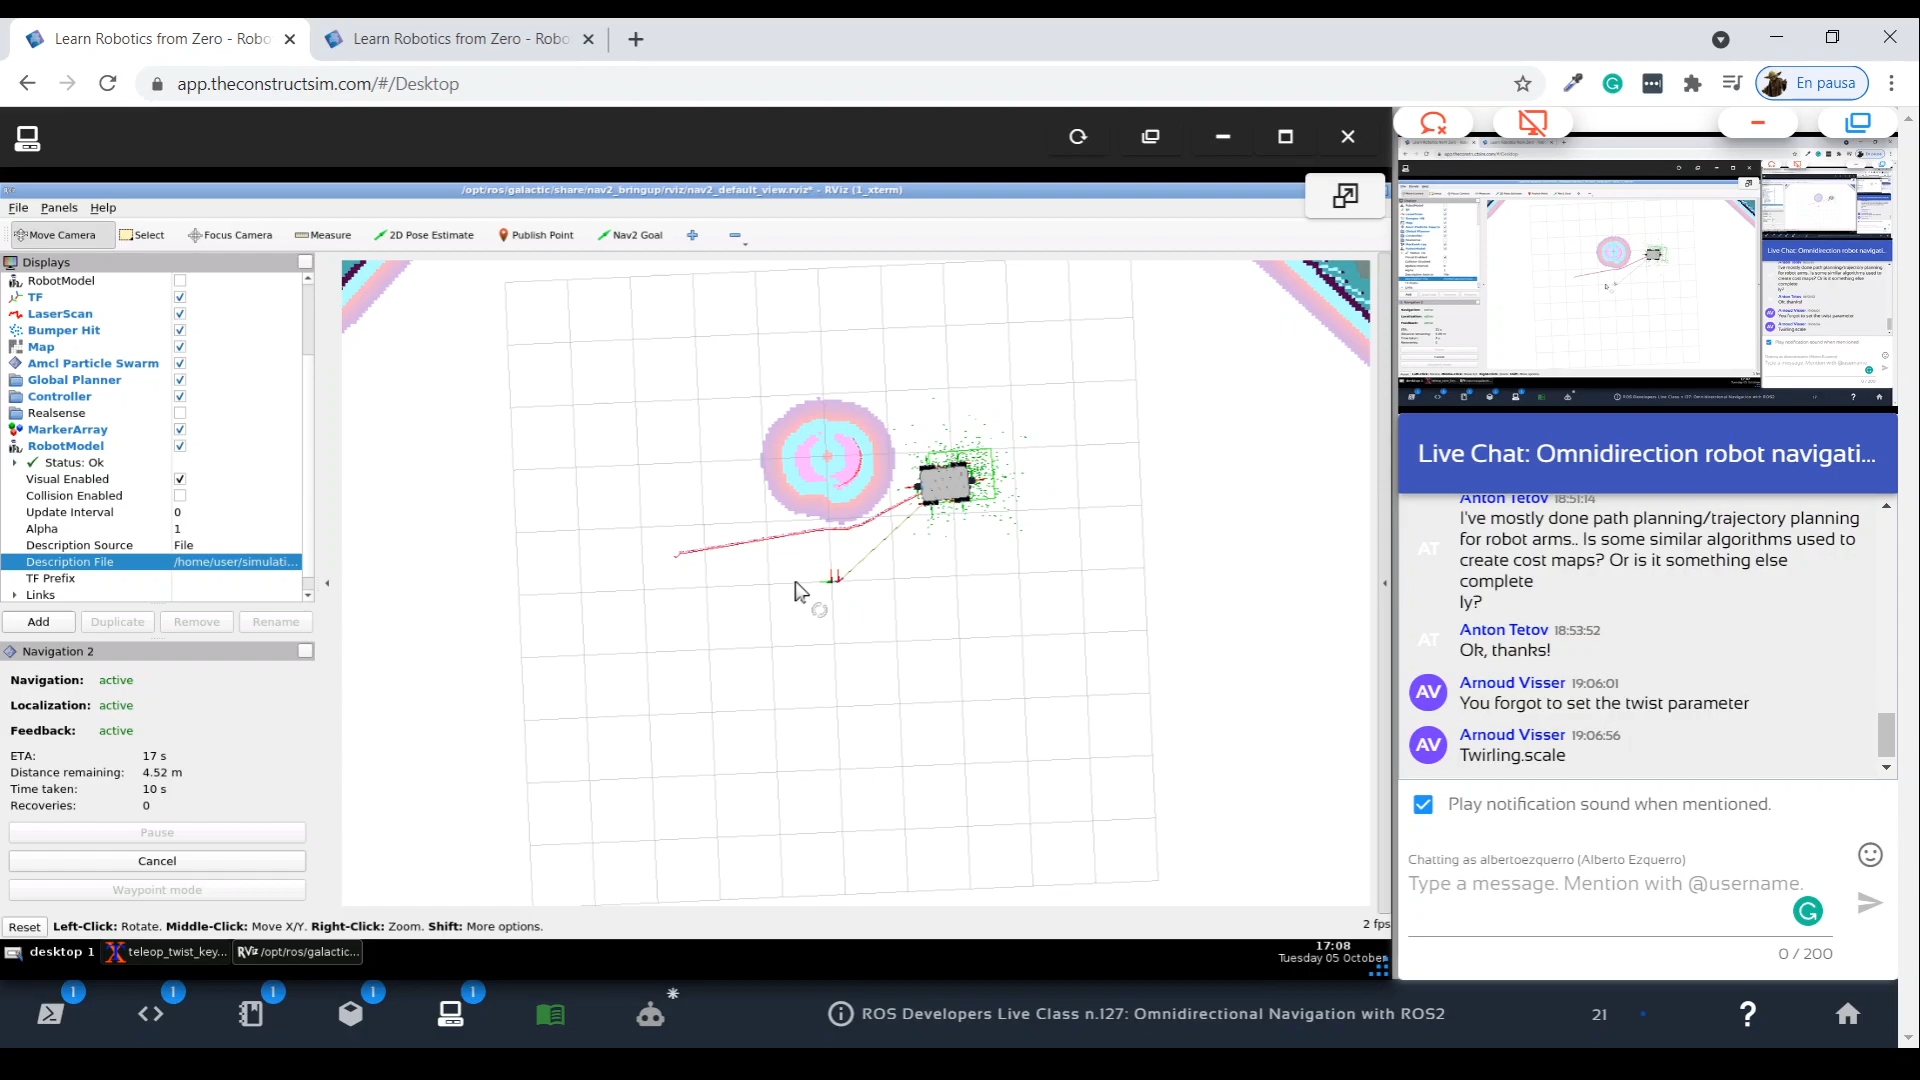 Learn Robotics from Zero - Robo
Learn Robotics from Zero - Robo
app.theconstructsim.com/#/Desktop
En pausa
/opt/ros/galactic/share/nav2_bringup/rviz/nav2_default_view.rviz* - RViz (1_xterm)
File Panels Help
Move Camera Select Focus Camera Measure 2D Pose Estimate Publish Point Nav2 Goal
Displays
RobotModel
TF
LaserScan
Bumper Hit
Map
Amcl Particle Swarm
Global Planner
Controller
Realsense
MarkerArray
RobotModel
Status: Ok
Visual Enabled
Collision Enabled
Update Interval 0
Alpha 1
Description Source File
Description File /home/user/simulati...
TF Prefix
Links
Add Duplicate Remove Rename
Navigation 2
Navigation: active
Localization: active
Feedback: active
ETA: 17 s
Distance remaining: 4.52 m
Time taken: 10 s
Recoveries: 0
Pause
Cancel
Waypoint mode
Reset Left-Click: Rotate. Middle-Click: Move X/Y. Right-Click: Zoom. Shift: More options.
2 fps
desktop 1 teleop_twist_key... RViz /opt/ros/galactic...
17:08
Tuesday 05 October
Live Chat: Omnidirection robot navigati...
Anton Tetov 18:51:14
AT
I've mostly done path planning/trajectory planning
for robot arms.. Is some similar algorithms used to
create cost maps? Or is it something else
complete
ly?
AT
Anton Tetov 18:53:52
Ok, thanks!
AV
Arnoud Visser 19:06:01
You forgot to set the twist parameter
AV
Arnoud Visser 19:06:56
Twirling.scale
Play notification sound when mentioned.
Chatting as albertoezquerro (Alberto Ezquerro)
Type a message. Mention with @username.
0 / 200
1 1 1 1 1
ROS Developers Live Class n.127: Omnidirectional Navigation with ROS2
21
?